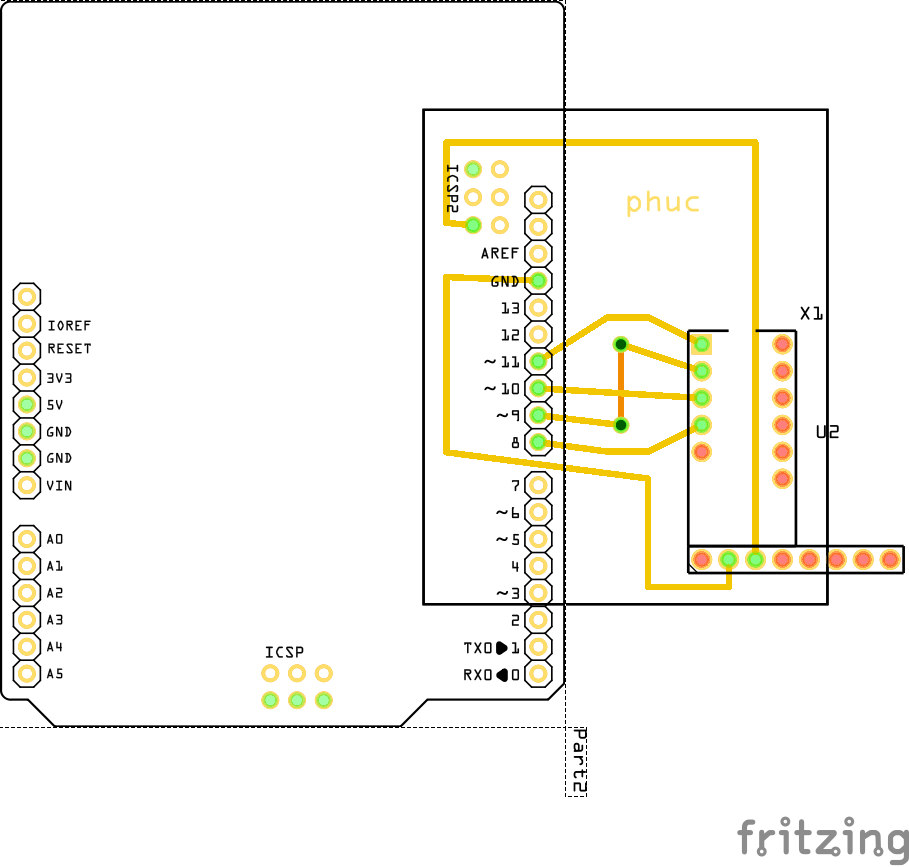 ICSP2
phuc
AREF
GND
13
12
~11
~10
~9
8
7
~6
~5
4
~3
2
TX0 1
RX0 0
IOREF
RESET
3V3
5V
GND
GND
VIN
A0
A1
A2
A3
A4
A5
ICSP
X1
U2
Part2
fritzing